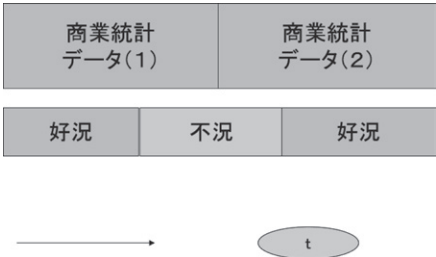 商業統計
データ(1)
商業統計
データ(2)
好況
不況
好況
t